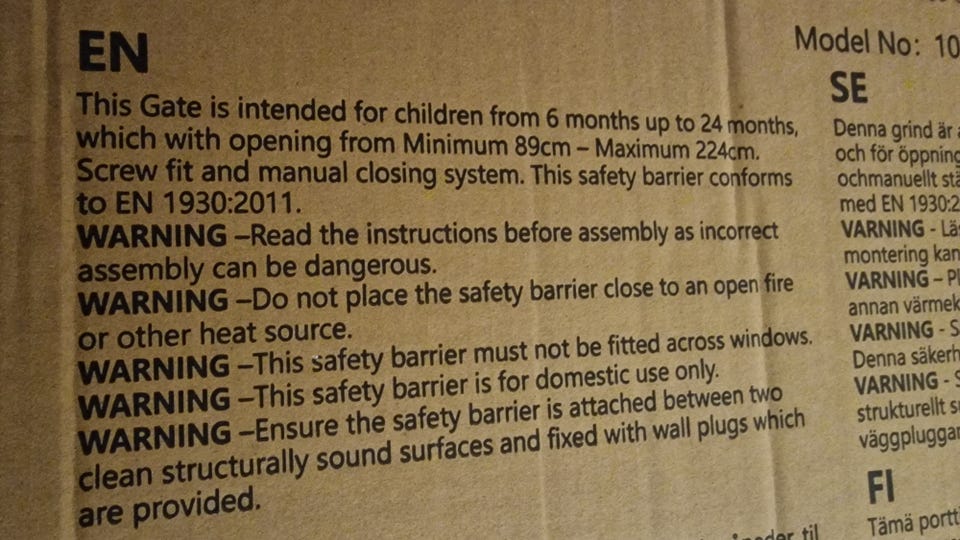 EN
This Gate is intended for children from 6 months up to 24 months,
which with opening from Minimum 89cm – Maximum 224cm.
Screw fit and manual closing system. This safety barrier conforms
to EN 1930:2011.
WARNING –Read the instructions before assembly as incorrect
assembly can be dangerous.
WARNING –Do not place the safety barrier close to an open fire
or other heat source.
WARNING –This safety barrier must not be fitted across windows.
WARNING –This safety barrier is for domestic use only.
WARNING –Ensure the safety barrier is attached between two
clean structurally sound surfaces and fixed with wall plugs which
are provided.
Model No: 10
SE
Denna grind är
och för öppning
ochmanuellt
med EN 1930:2
VARNING - Lä
montering kan
VARNING – Pl
annan värmek
VARNING - S
Denna säkerh
VARNING - S
strukturellt s
väggpluggar
FI
Tämä portti
til